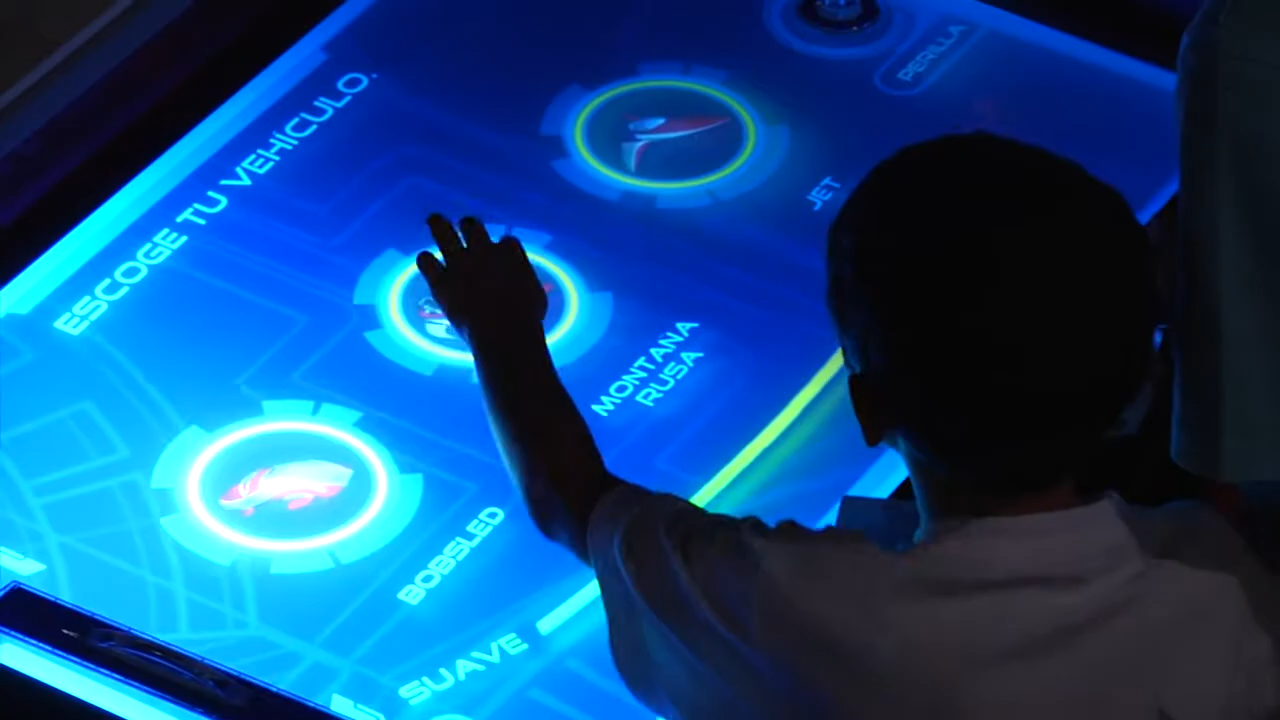 ESCOGE TU VEHÍCULO.
PERILLA
JET
MONTANA
RUSA
BOBSLED
SUAVE